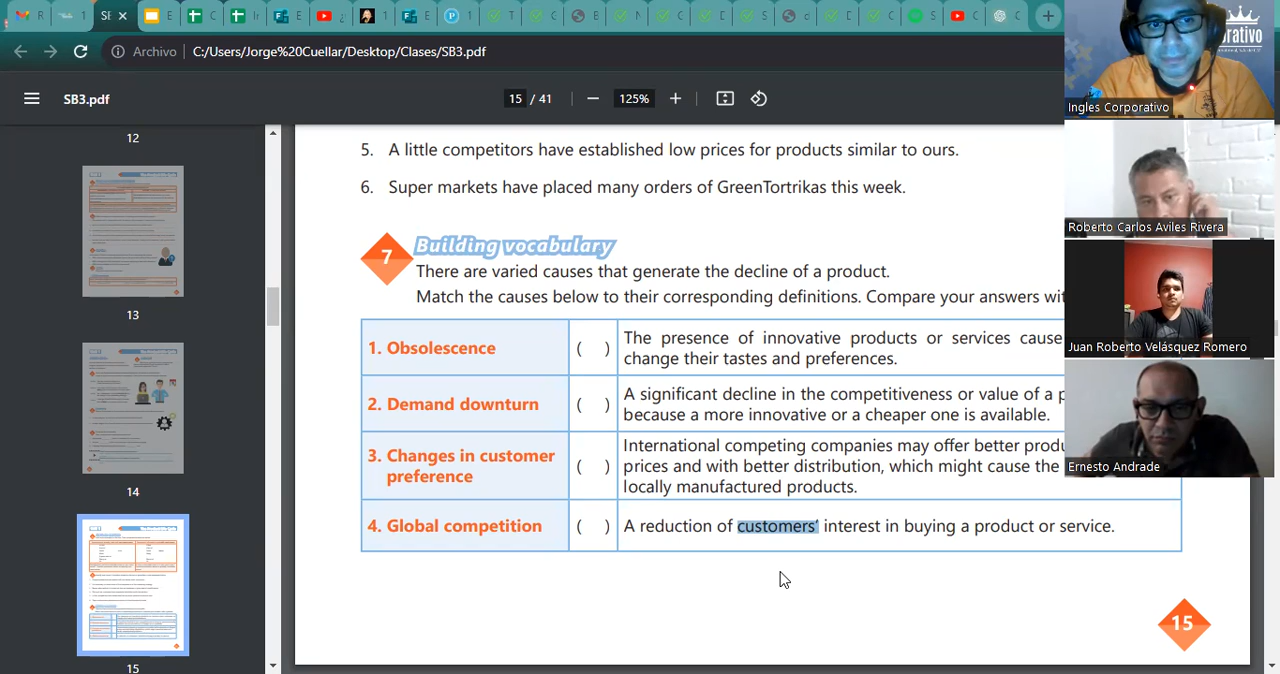 Archivo
C:/Users/Jorge%20Cuellar/Desktop/Clases/SB3.pdf
SB3.pdf
15 / 41
125%
12
13
14
15
5. A little competitors have established low prices for products similar to ours.
6. Super markets have placed many orders of GreenTortrikas this week.
7 Building vocabulary
There are varied causes that generate the decline of a product.
Match the causes below to their corresponding definitions. Compare your answers
1. Obsolescence ( ) The presence of innovative products or services cause
change their tastes and preferences.
2. Demand downturn ( ) A significant decline in the competitiveness or value of a
because a more innovative or a cheaper one is available.
3. Changes in customer preference ( ) International competing companies may offer better
prices and with better distribution, which might cause the
locally manufactured products.
4. Global competition ( ) A reduction of customers' interest in buying a product or service.
15
Ingles Corporativo
Roberto Carlos Aviles Rivera
Juan Roberto Velásquez Romero
Ernesto Andrade